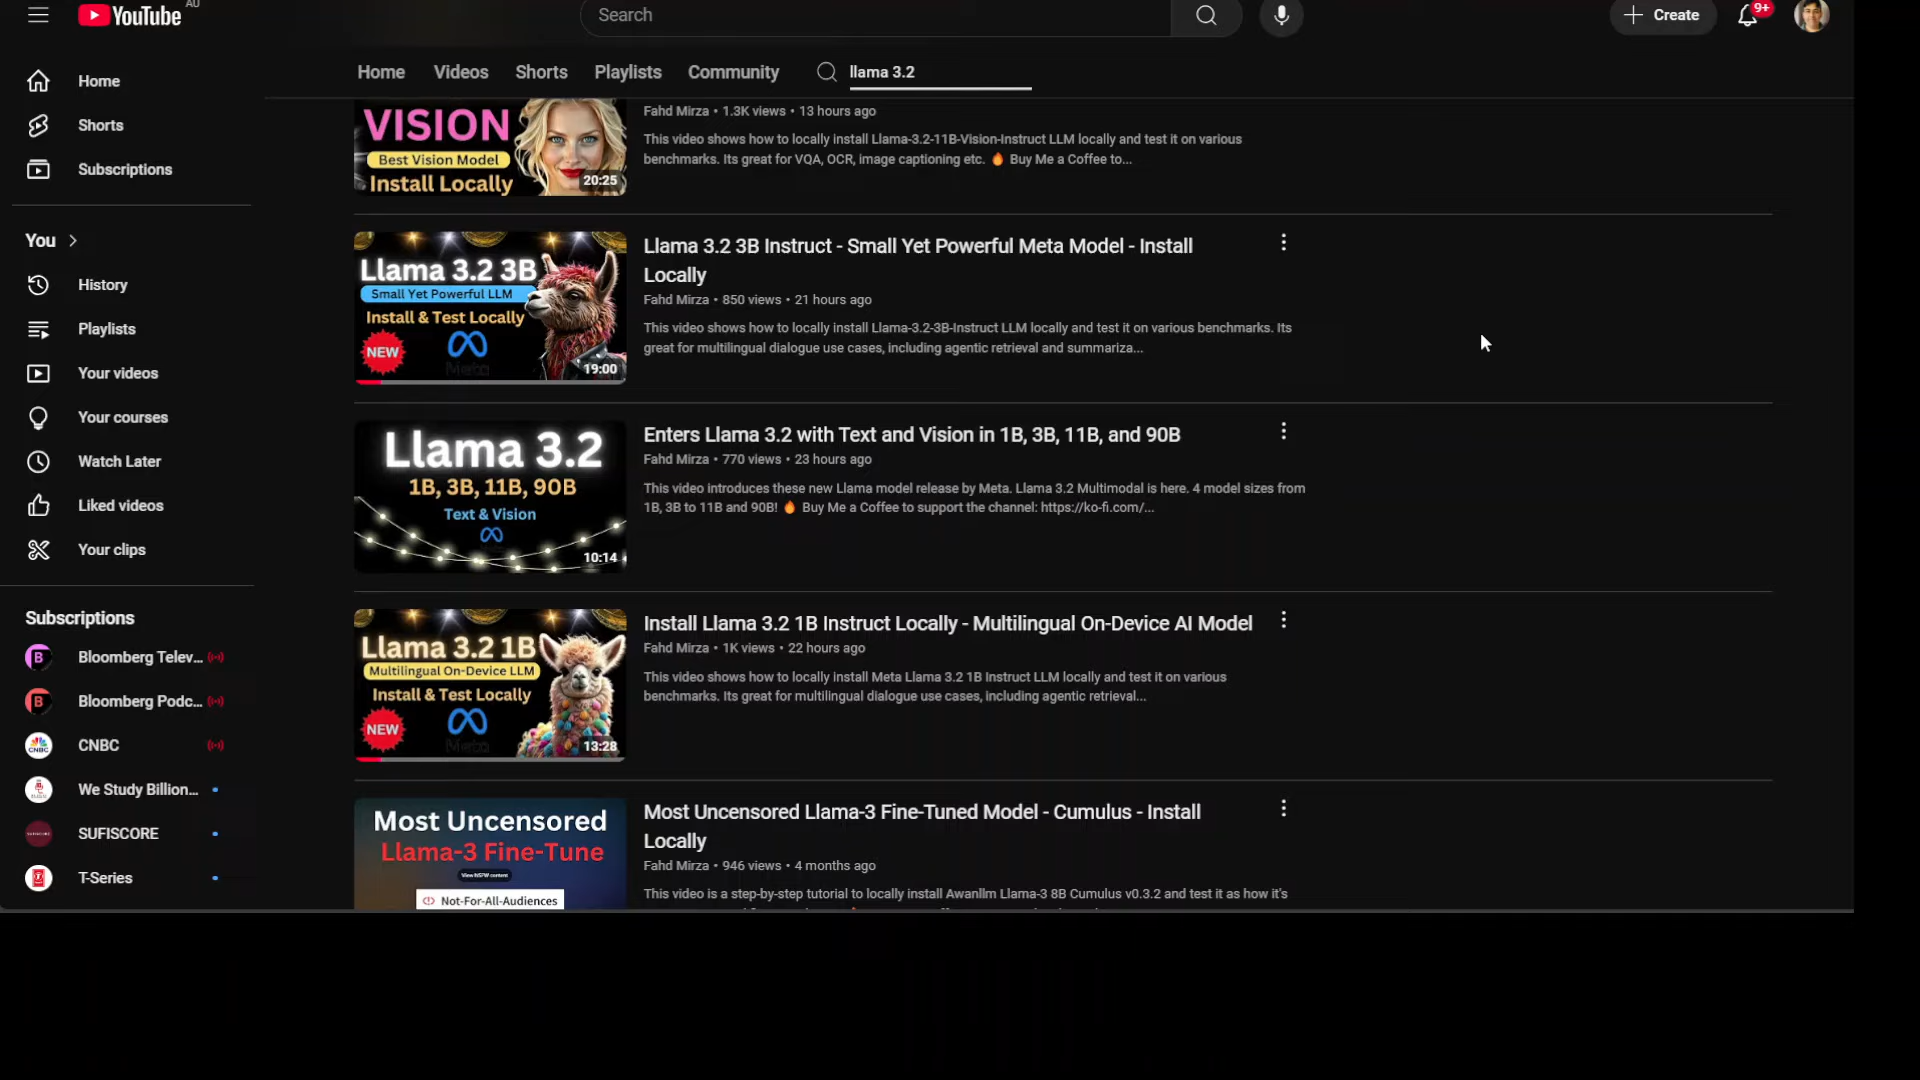 YouTube
AU
Search
Create
9+
Home
Videos
Shorts
Playlists
Community
llama 3.2
Home
Shorts
Subscriptions
You
History
Playlists
Your videos
Your courses
Watch Later
Liked videos
Your clips
Subscriptions
Bloomberg Telev...
Bloomberg Podc...
CNBC
We Study Billion...
SUFISCORE
T-Series
VISION
Best Vision Model
Install Locally
20:25
Fahd Mirza • 1.3K views • 13 hours ago
This video shows how to locally install Llama-3.2-11B-Vision-Instruct LLM locally and test it on various
benchmarks. Its great for VQA, OCR, image captioning etc. 🔥 Buy Me a Coffee to...
Llama 3.2 3B
Small Yet Powerful LLM
Install & Test Locally
NEW
Meta
19:00
Llama 3.2 3B Instruct - Small Yet Powerful Meta Model - Install
Locally
Fahd Mirza • 850 views • 21 hours ago
This video shows how to locally install Llama-3.2-3B-Instruct LLM locally and test it on various benchmarks. Its
great for multilingual dialogue use cases, including agentic retrieval and summariza...
Llama 3.2
1B, 3B, 11B, 90B
Text & Vision
10:14
Enters Llama 3.2 with Text and Vision in 1B, 3B, 11B, and 90B
Fahd Mirza • 770 views • 23 hours ago
This video introduces these new Llama model release by Meta. Llama 3.2 Multimodal is here. 4 model sizes from
1B, 3B to 11B and 90B! 🔥 Buy Me a Coffee to support the channel: https://ko-fi.com/...
Llama 3.2 1B
Multilingual On-Device LLM
Install & Test Locally
NEW
Meta
13:28
Install Llama 3.2 1B Instruct Locally - Multilingual On-Device AI Model
Fahd Mirza • 1K views • 22 hours ago
This video shows how to locally install Meta Llama 3.2 1B Instruct LLM locally and test it on various
benchmarks. Its great for multilingual dialogue use cases, including agentic retrieval...
Most Uncensored
Llama-3 Fine-Tune
View NSFW content
Not-For-All-Audiences
Most Uncensored Llama-3 Fine-Tuned Model - Cumulus - Install
Locally
Fahd Mirza • 946 views • 4 months ago
This video is a step-by-step tutorial to locally install Awanllm Llama-3 8B Cumulus v0.3.2 and test it as how it's